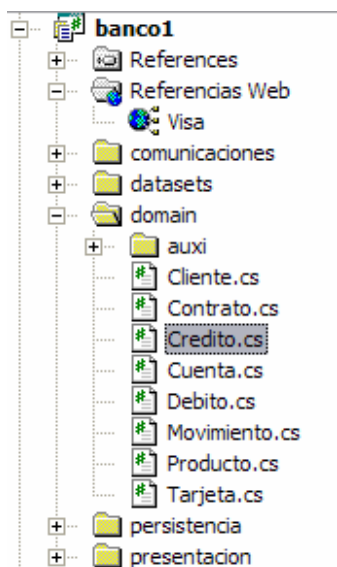 banco1
References
Referencias Web
Visa
comunicaciones
datasets
domain
auxi
Cliente.cs
Contrato.cs
Credito.cs
Cuenta.cs
Debito.cs
Movimiento.cs
Producto.cs
Tarjeta.cs
persistencia
presentacion